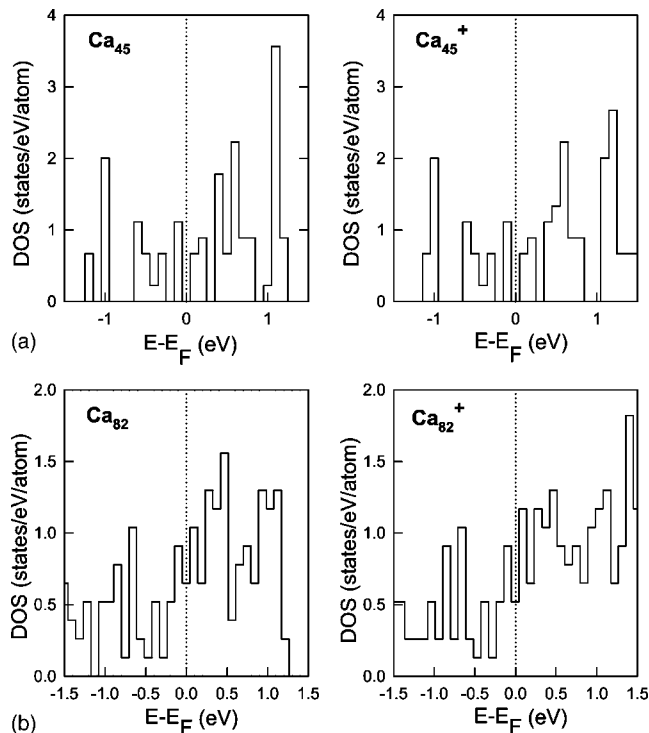 Ca45
DOS (states/eV/atom)
4
3
2
1
0
-1
0
1
E-EF (eV)
Ca45+
DOS (states/eV/atom)
4
3
2
1
0
-1
0
1
E-EF (eV)
(a)
Ca82
DOS (states/eV/atom)
2.0
1.5
1.0
0.5
0.0
-1.5 -1.0 -0.5 0.0 0.5 1.0 1.5
E-EF (eV)
Ca82+
DOS (states/eV/atom)
2.0
1.5
1.0
0.5
0.0
-1.5 -1.0 -0.5 0.0 0.5 1.0 1.5
E-EF (eV)
(b)